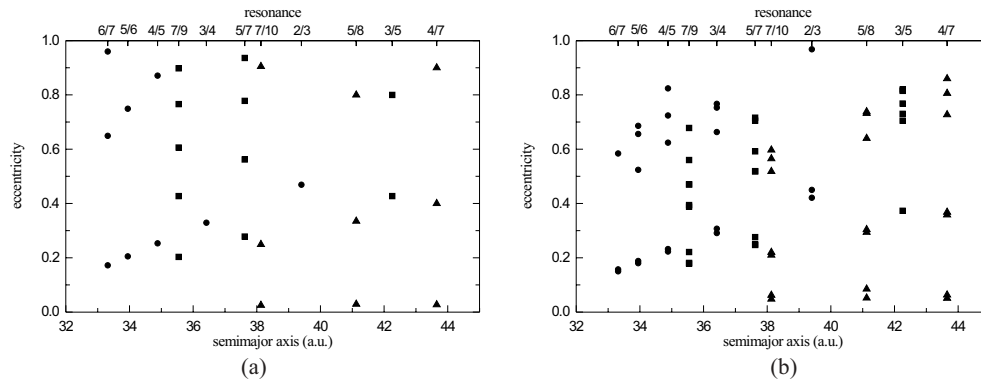 resonance
6/7 5/6 4/5 7/9 3/4 5/7 7/10 2/3 5/8 3/5 4/7
1.0
0.8
0.6
0.4
0.2
0.0
eccentricity
32 34 36 38 40 42 44
semimajor axis (a.u.)
(a)
resonance
6/7 5/6 4/5 7/9 3/4 5/7 7/10 2/3 5/8 3/5 4/7
1.0
0.8
0.6
0.4
0.2
0.0
eccentricity
32 34 36 38 40 42 44
semimajor axis (a.u.)
(b)